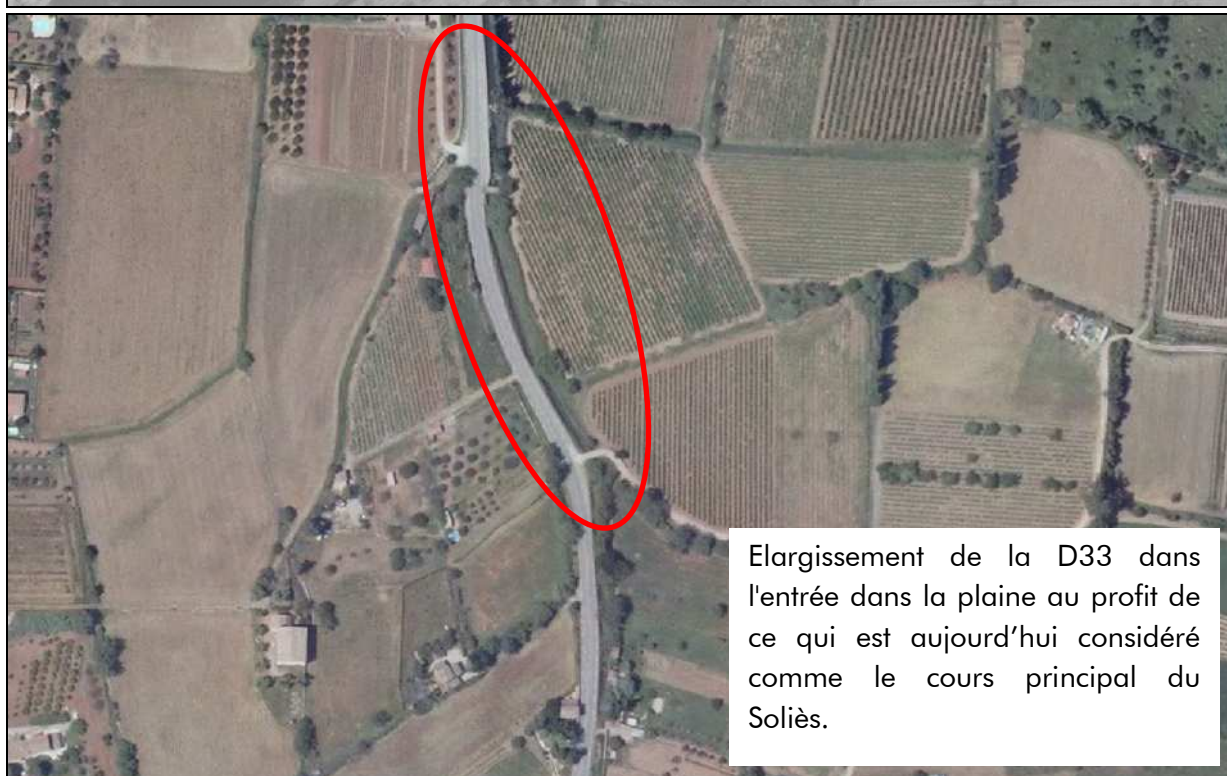 Elargissement de la D33 dans
l'entrée dans la plaine au profit de
ce qui est aujourd’hui considéré
comme le cours principal du
Soliès.